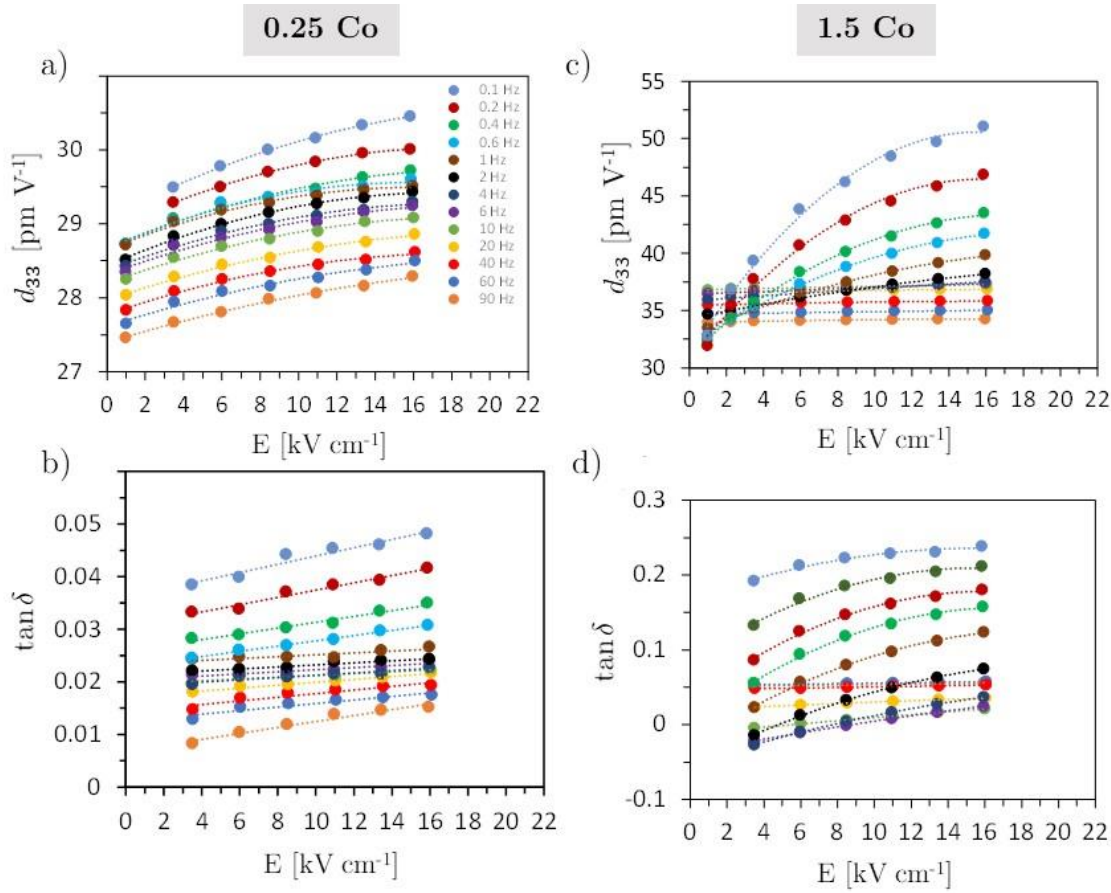 0.25 Co
1.5 Co
a)
d33 [pm V-1]
31
30
29
28
27
0 2 4 6 8 10 12 14 16 18 20 22
E [kV cm-1]
0.1 Hz
0.2 Hz
0.4 Hz
0.6 Hz
1 Hz
2 Hz
4 Hz
6 Hz
10 Hz
20 Hz
40 Hz
60 Hz
90 Hz
c)
d33 [pm V-1]
55
50
45
40
35
30
0 2 4 6 8 10 12 14 16 18 20 22
E [kV cm-1]
b)
tan δ
0.05
0.04
0.03
0.02
0.01
0
0 2 4 6 8 10 12 14 16 18 20 22
E [kV cm-1]
d)
tan δ
0.3
0.2
0.1
0
-0.1
0 2 4 6 8 10 12 14 16 18 20 22
E [kV cm-1]